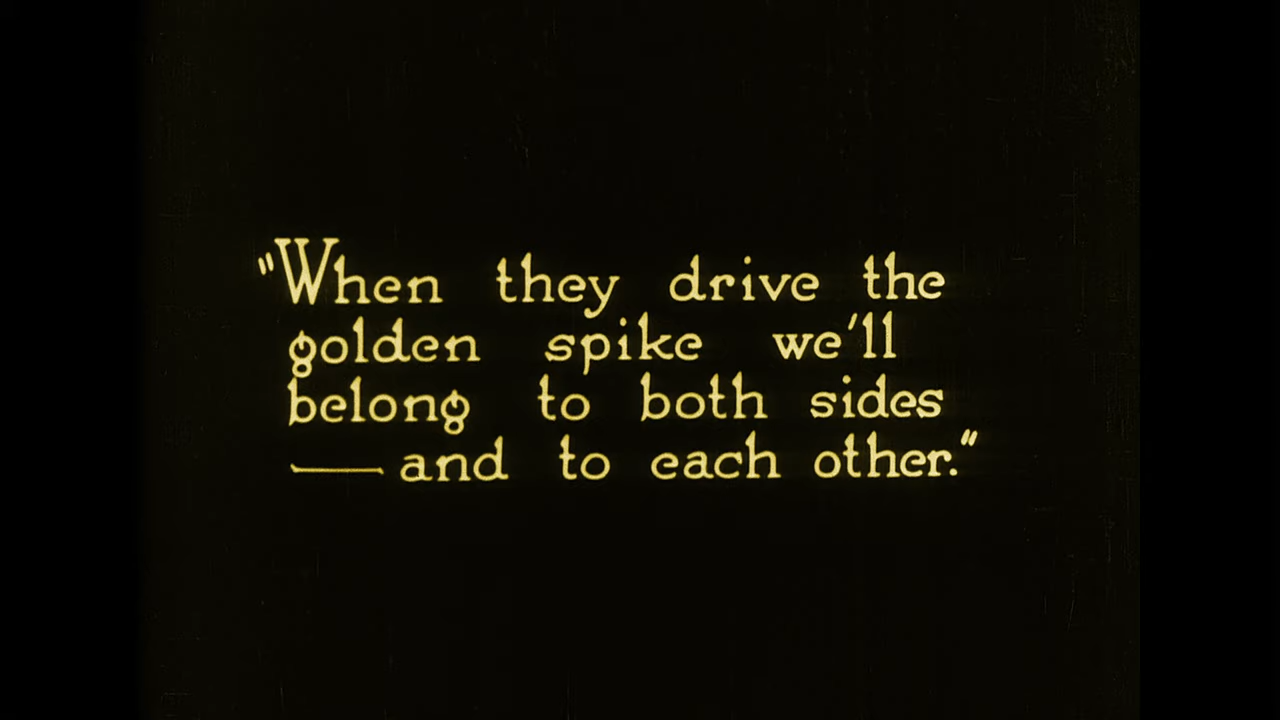 "When they drive the
golden spike we'll
belong to both sides
— and to each other."